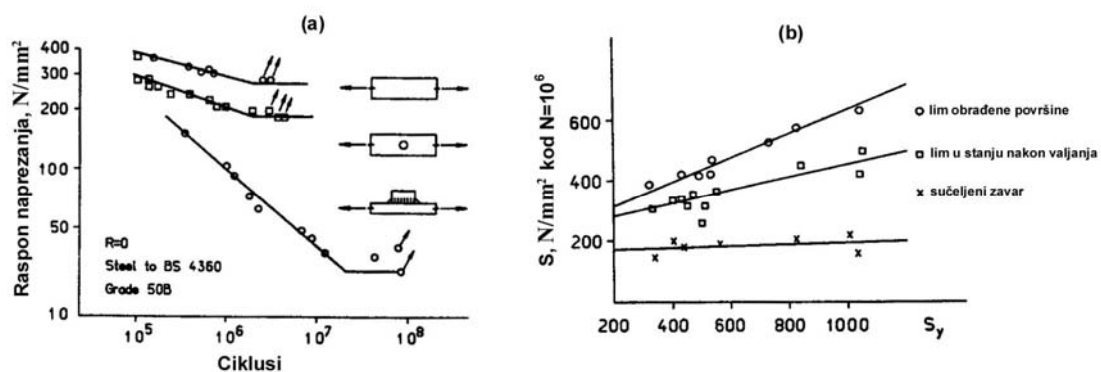 (a)
Raspon naprezanja, N/mm²
400
300
200
100
50
10
R=0
Steel to BS 4360
Grade 50B
10⁵
10⁶
10⁷
10⁸
Ciklusi
(b)
S, N/mm² kod N=10⁶
600
400
200
200
400
600
800
1000
Sy
lim obrađene površine
lim u stanju nakon valjanja
sučeljeni zavar